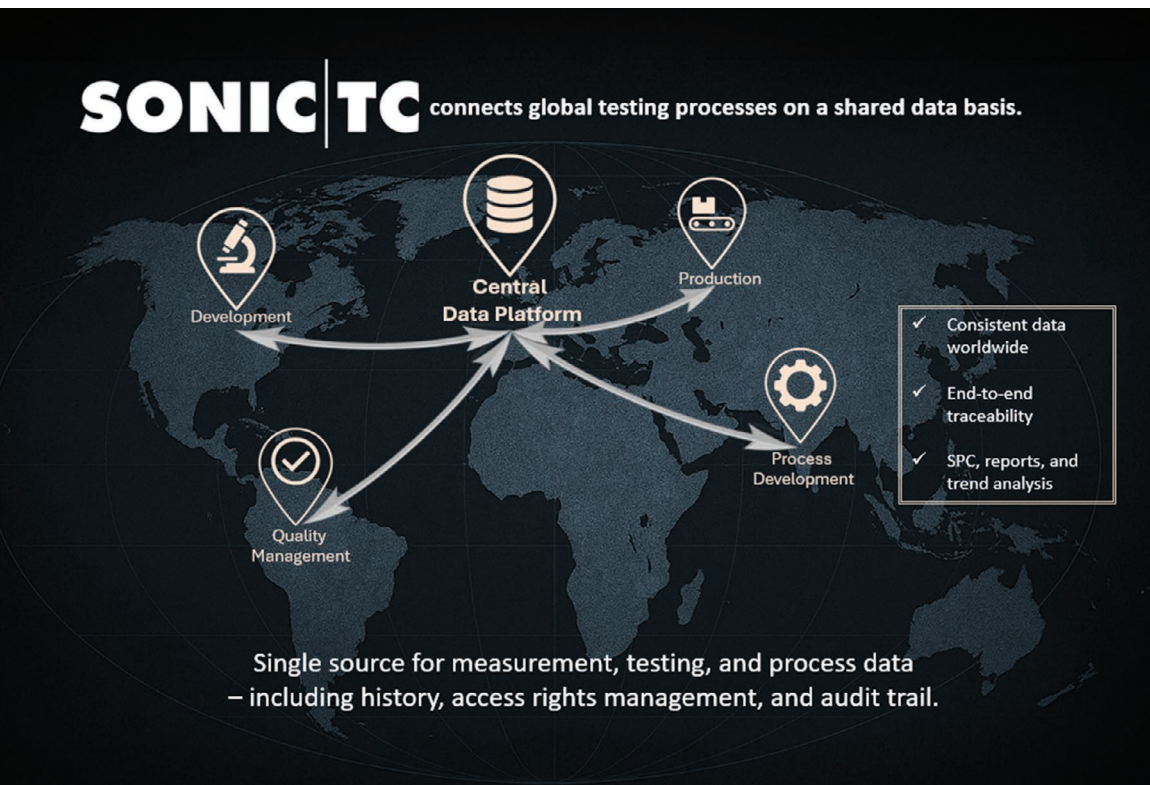 SONIC|TC connects global testing processes on a shared data basis.
Central
Data Platform
Production
Development
Consistent data
worldwide
End-to-end
traceability
SPC, reports, and
trend analysis
Process
Development
Quality
Management
Single source for measurement, testing, and process data
– including history, access rights management, and audit trail.